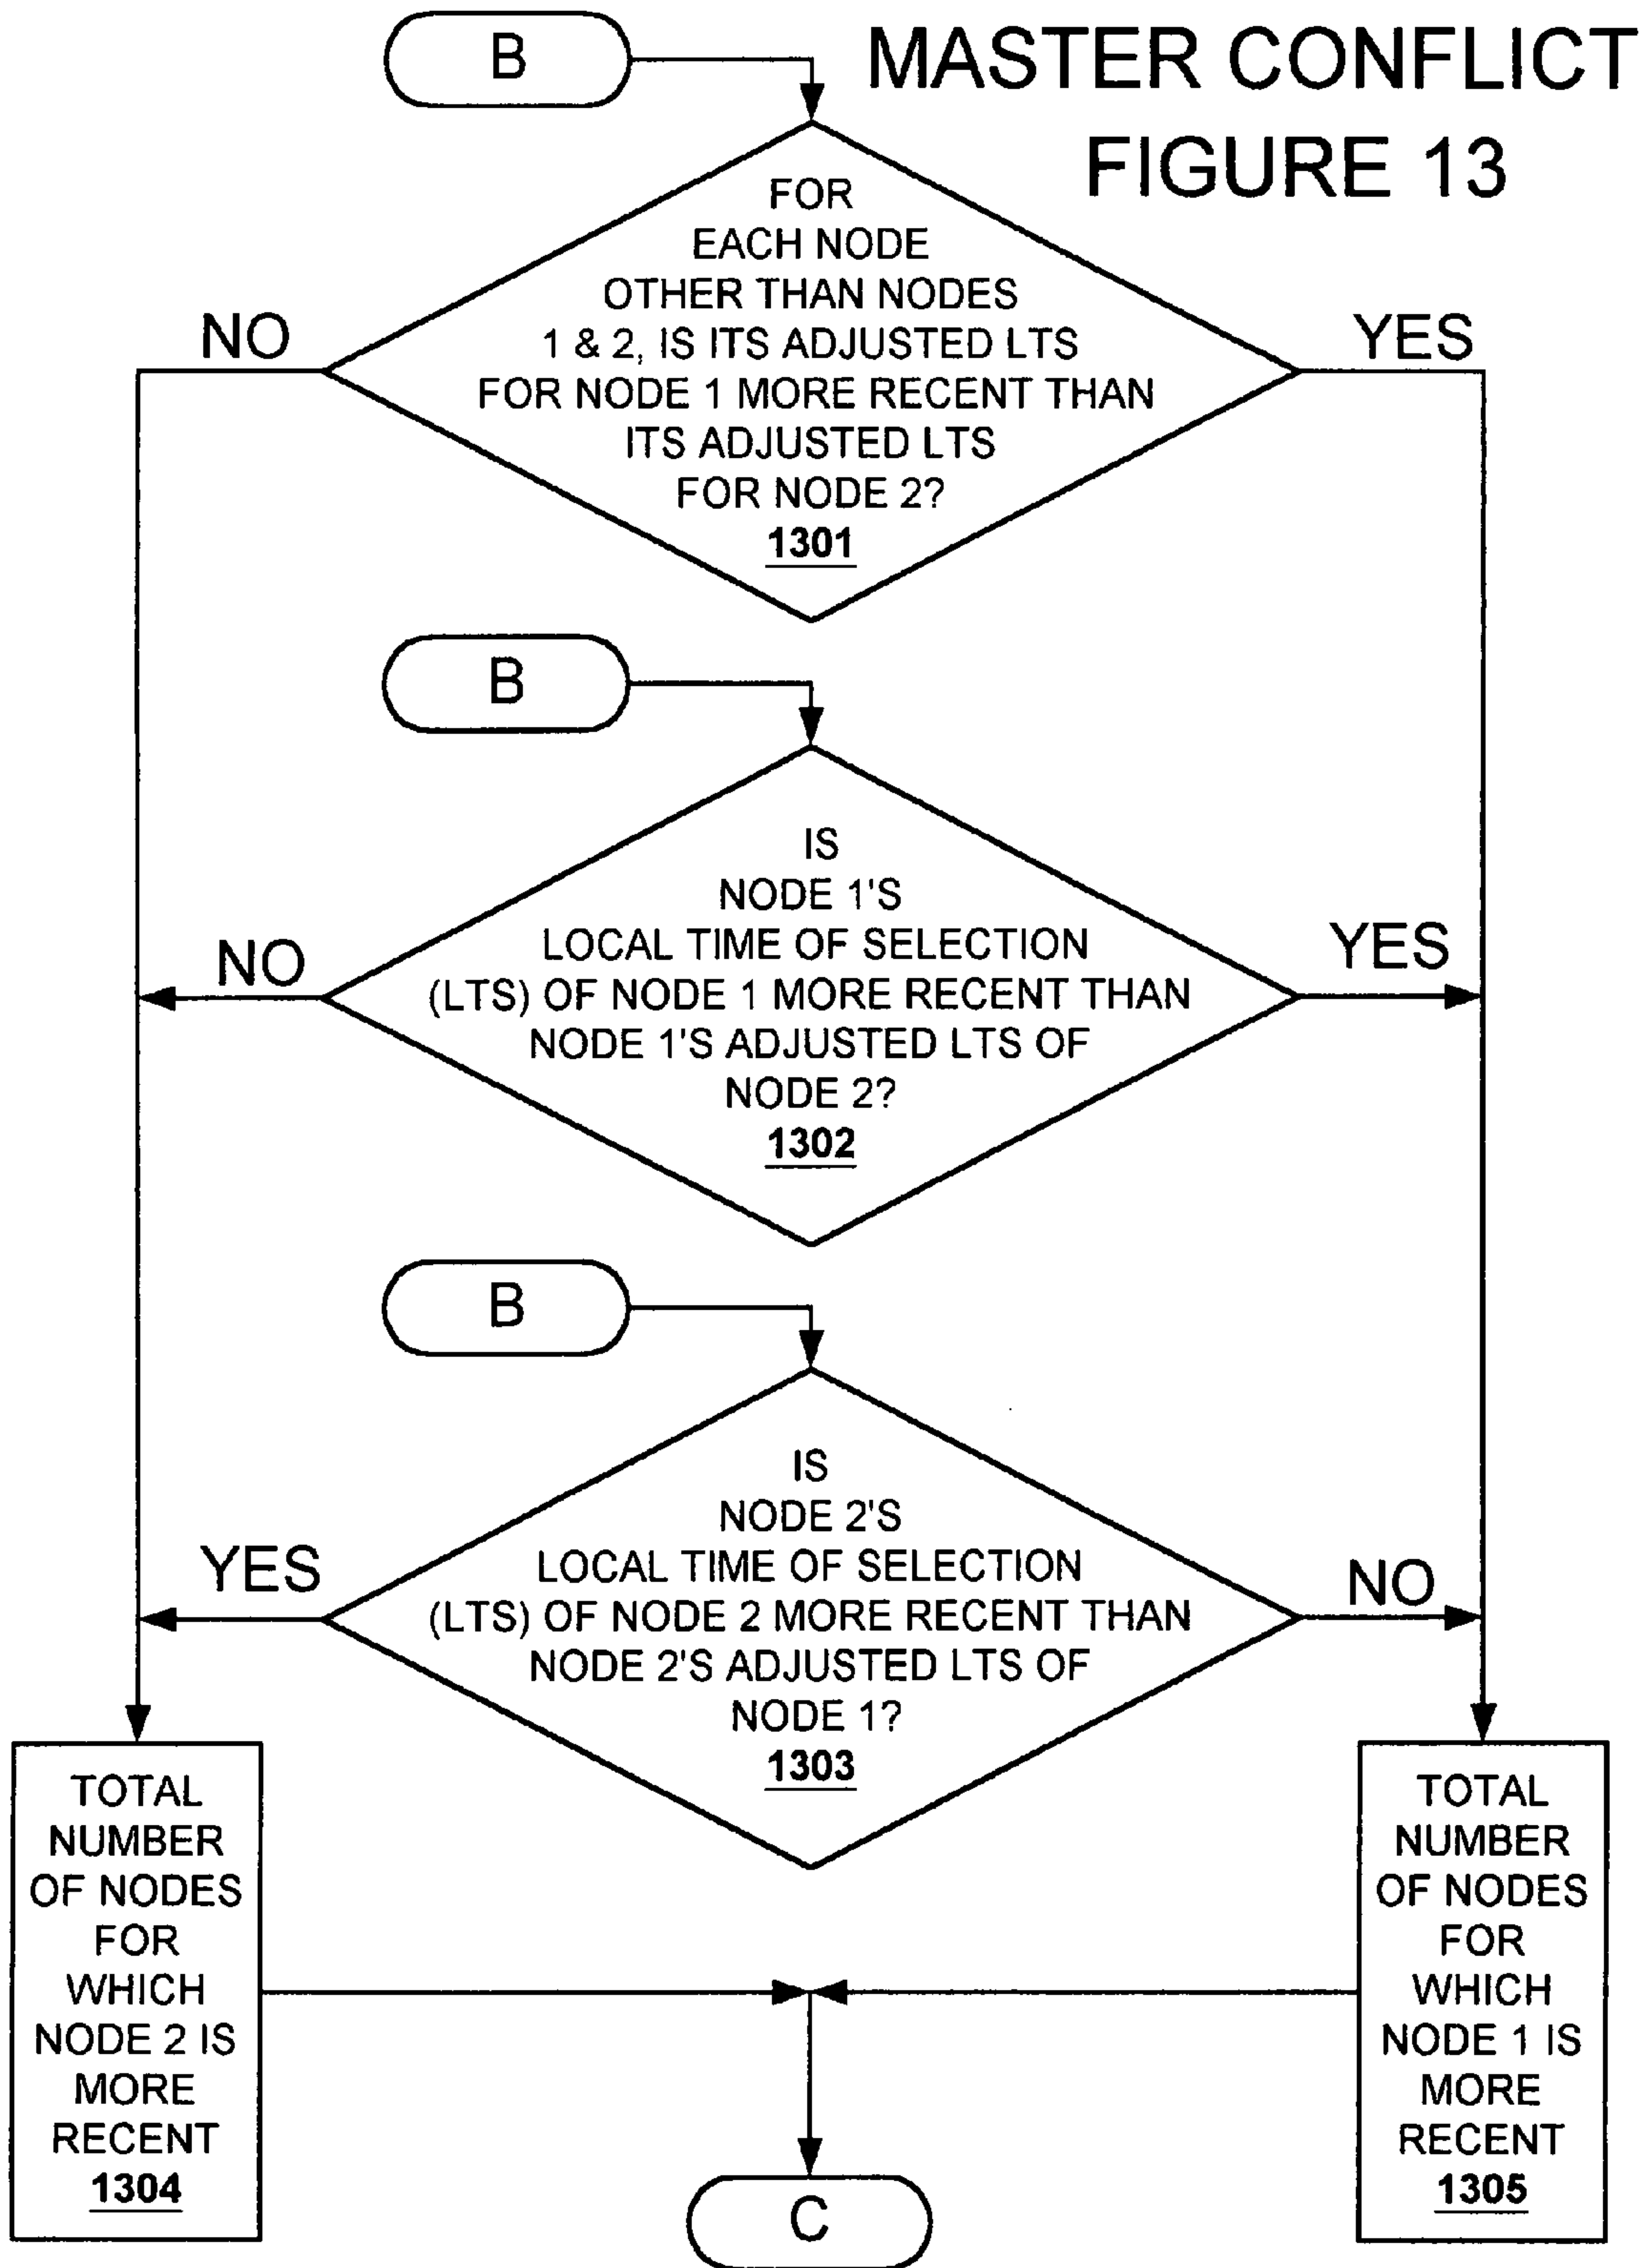 B
MASTER CONFLICT
FIGURE 13
FOR
EACH NODE
OTHER THAN NODES
1 & 2, IS ITS ADJUSTED LTS
FOR NODE 1 MORE RECENT THAN
ITS ADJUSTED LTS
FOR NODE 2?
1301
NO
YES
B
IS
NODE 1'S
LOCAL TIME OF SELECTION
(LTS) OF NODE 1 MORE RECENT THAN
NODE 1'S ADJUSTED LTS OF
NODE 2?
1302
NO
YES
B
IS
NODE 2'S
LOCAL TIME OF SELECTION
(LTS) OF NODE 2 MORE RECENT THAN
NODE 2'S ADJUSTED LTS OF
NODE 1?
1303
YES
NO
TOTAL
NUMBER
OF NODES
FOR
WHICH
NODE 2 IS
MORE
RECENT
1304
TOTAL
NUMBER
OF NODES
FOR
WHICH
NODE 1 IS
MORE
RECENT
1305
C